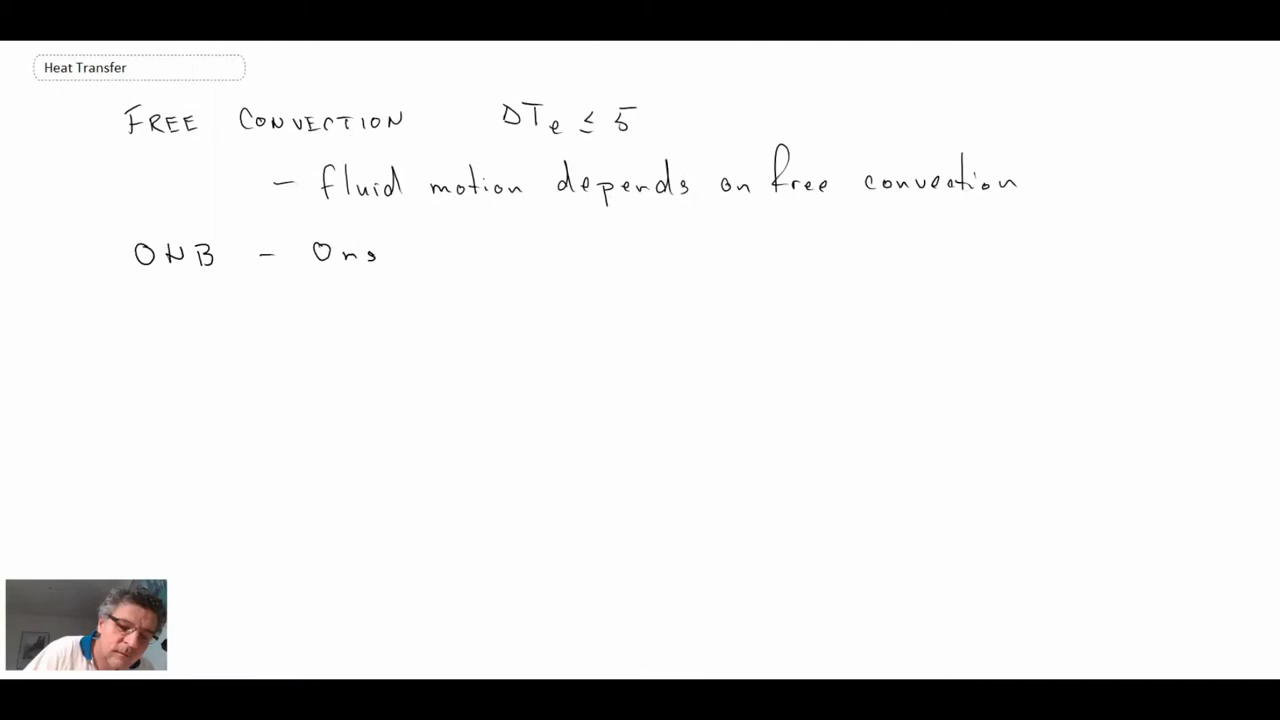 Heat Transfer
FREE CONVECTION ΔTe ≤ 5
- fluid motion depends on free convection
ONB - Ons